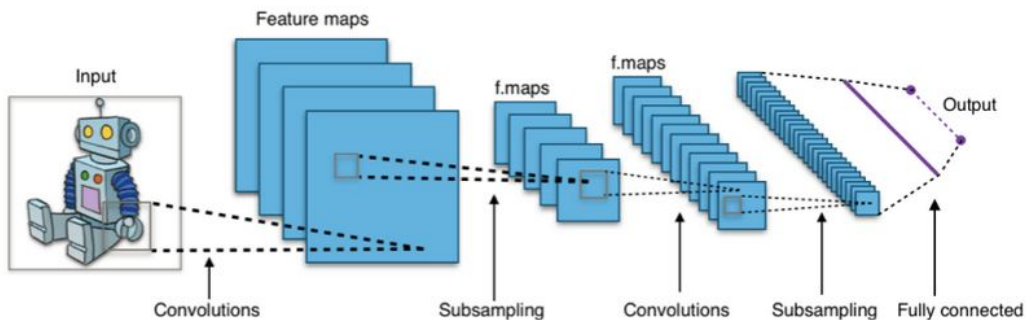 Feature maps
f.maps
Input
f.maps
Output
Convolutions
Subsampling
Convolutions
Subsampling
Fully connected